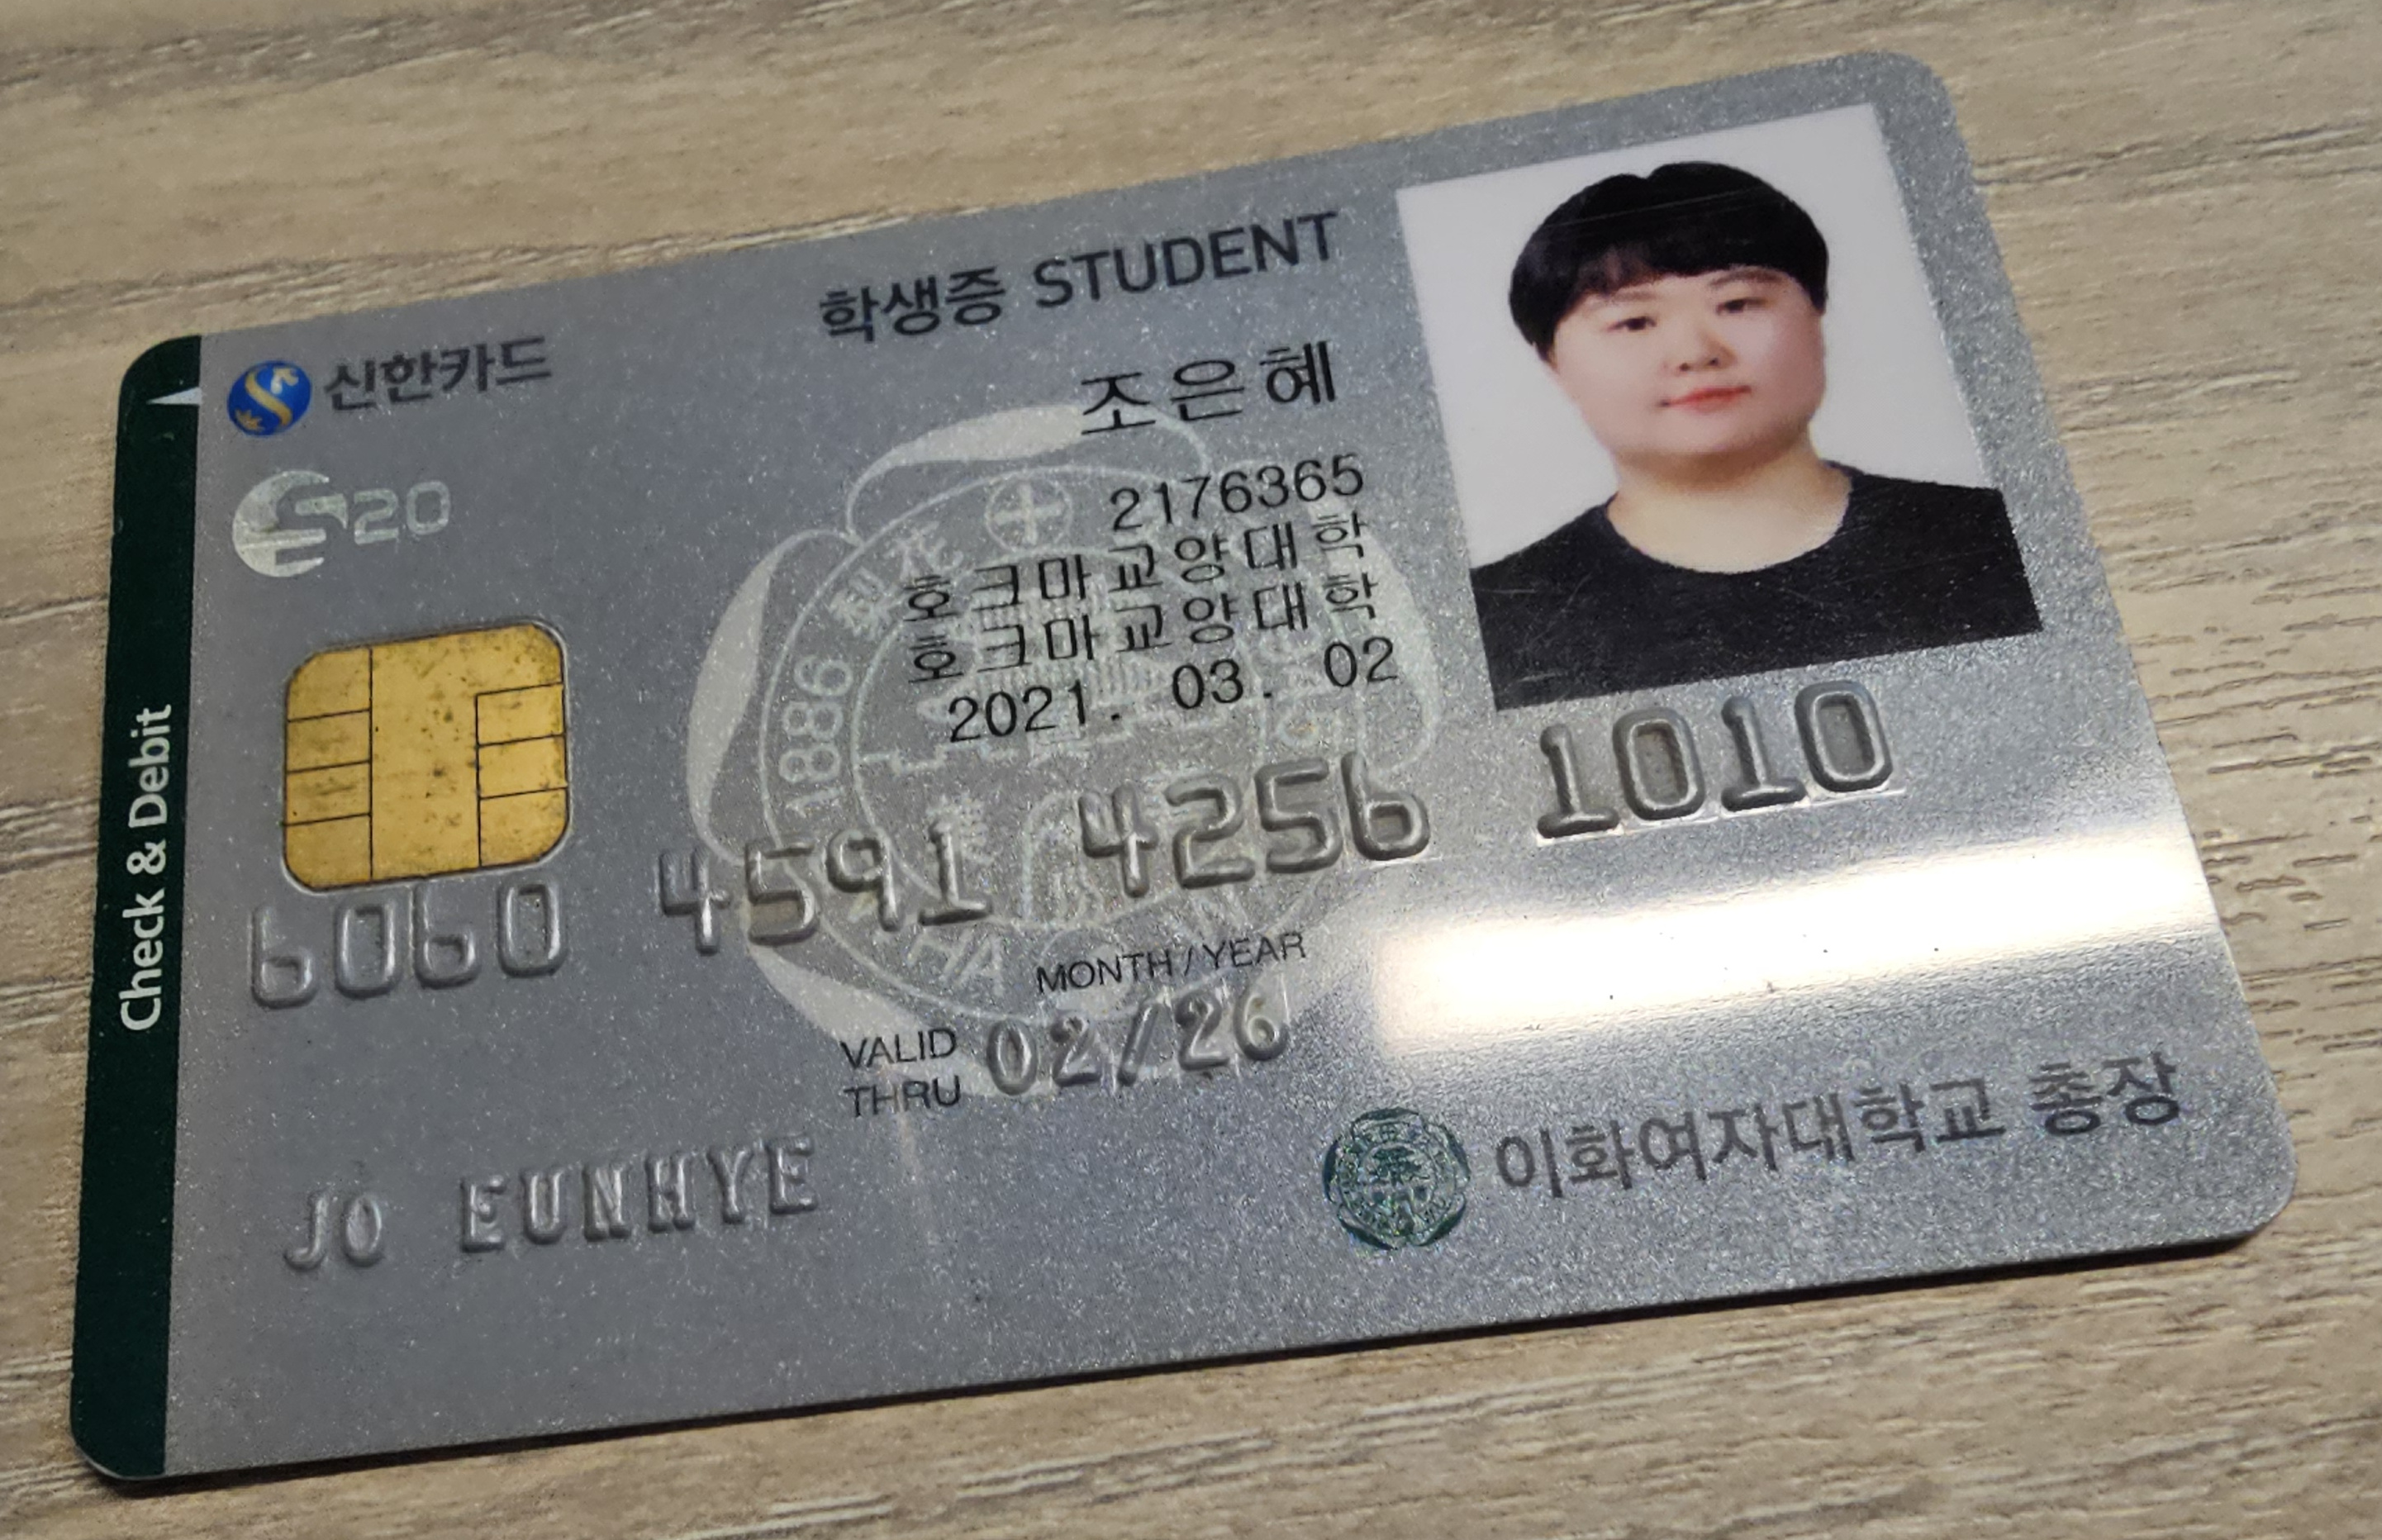 학생증 STUDENT
신한카드
조은혜
S20
2176365
호크마교양대학
호크마교양대학
2021. 03. 02
1886 梨花
Check & Debit
6060 4591 4256 1010
MONTH / YEAR
VALID THRU 02/26
JO EUNHYE
이화여자대학교 총장